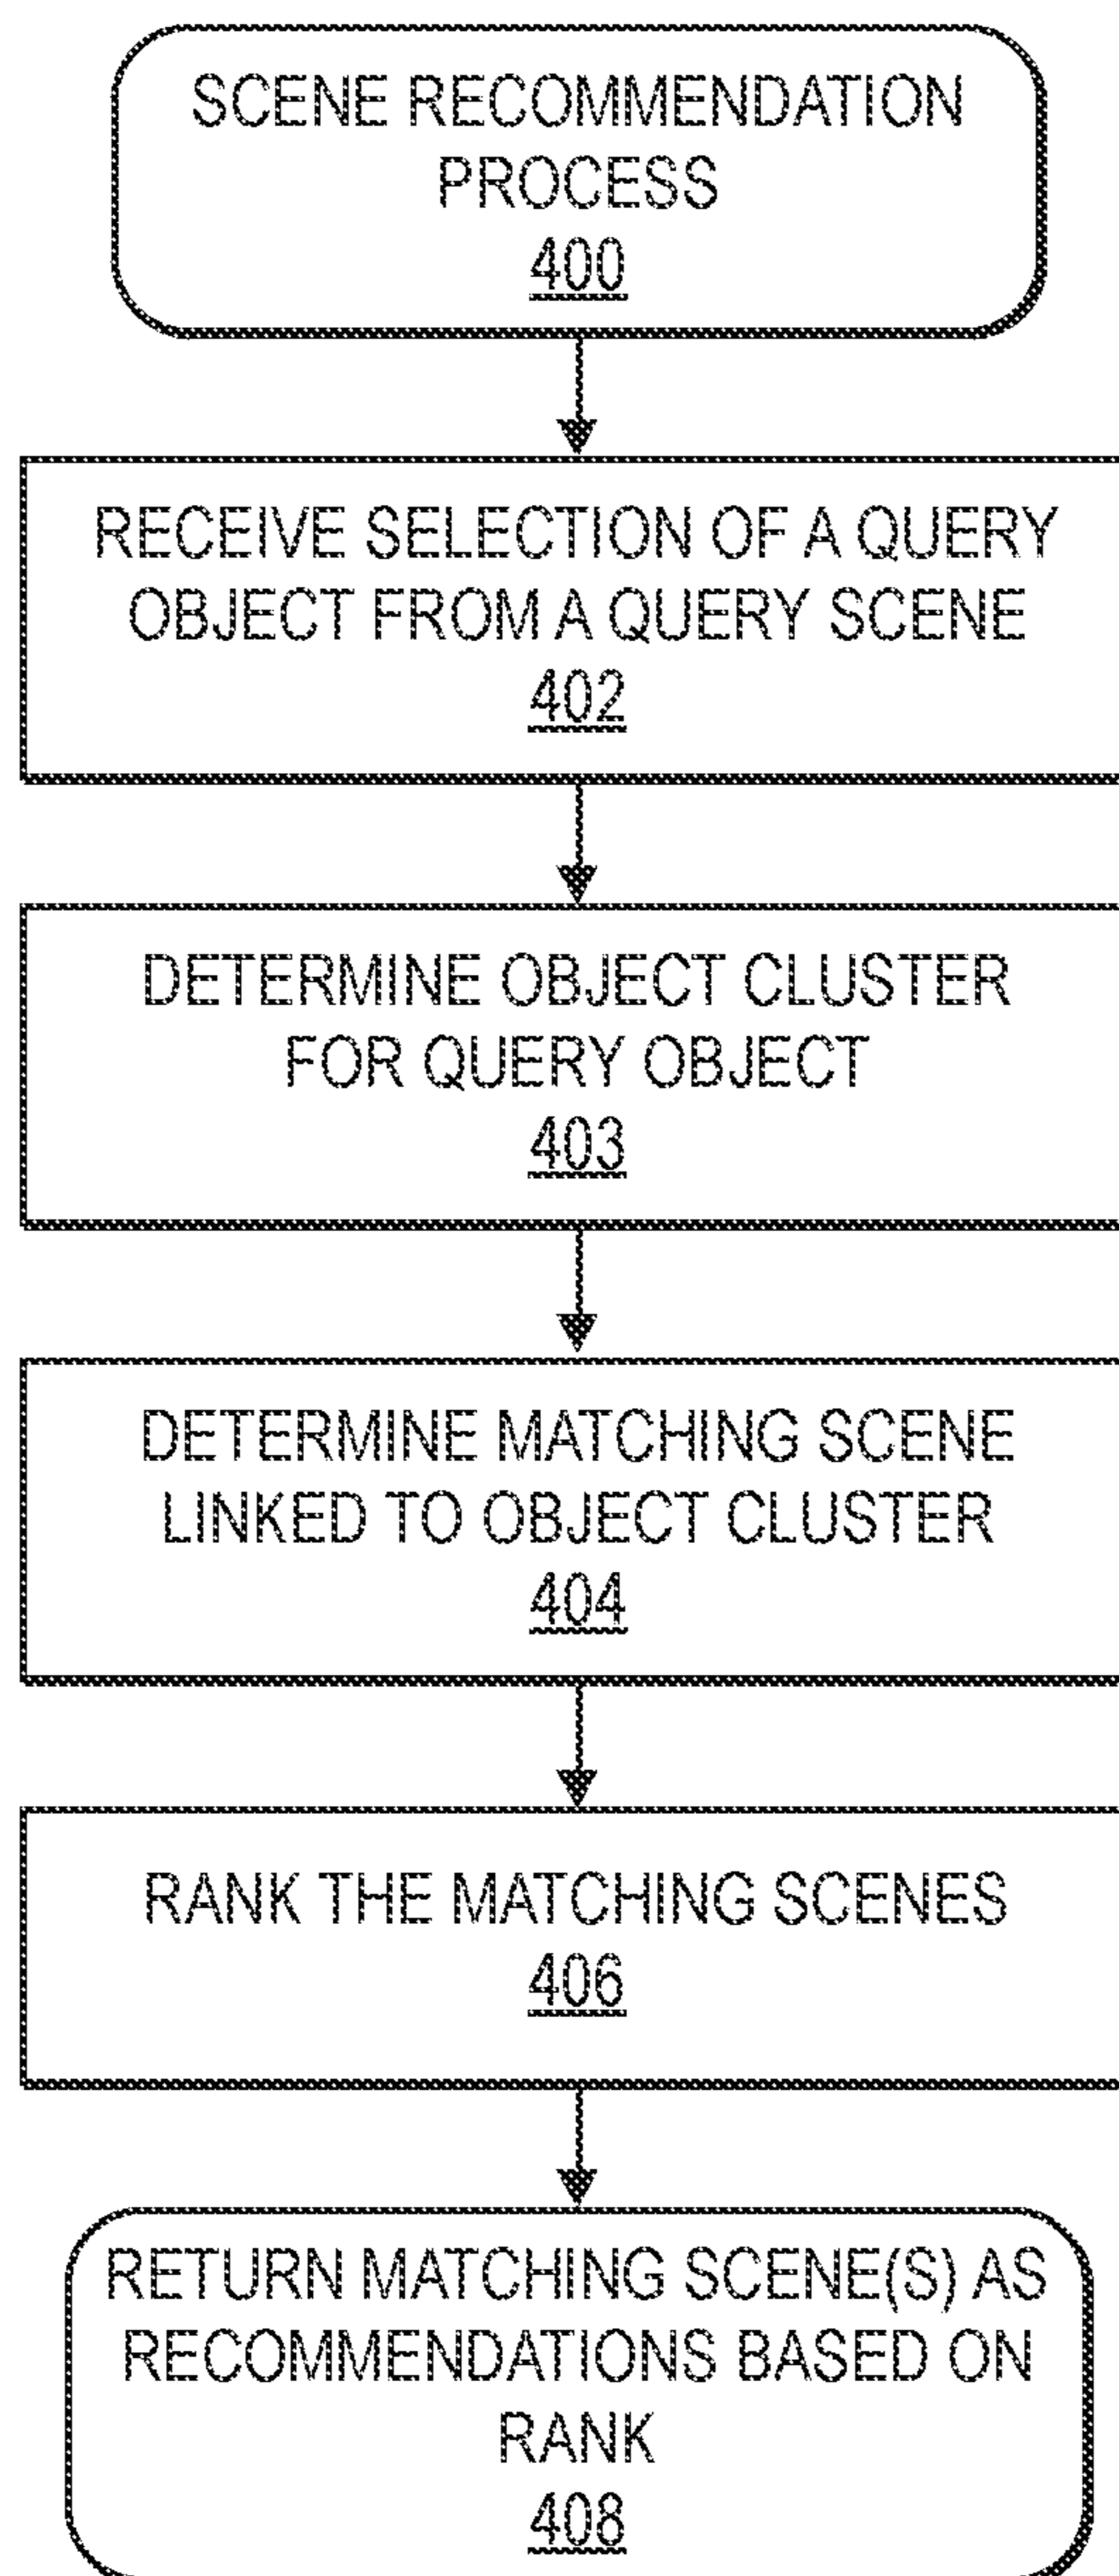 SCENE RECOMMENDATION
PROCESS
400
RECEIVE SELECTION OF A QUERY
OBJECT FROM A QUERY SCENE
402
DETERMINE OBJECT CLUSTER
FOR QUERY OBJECT
403
DETERMINE MATCHING SCENE
LINKED TO OBJECT CLUSTER
404
RANK THE MATCHING SCENES
406
RETURN MATCHING SCENE(S) AS
RECOMMENDATIONS BASED ON
RANK
408